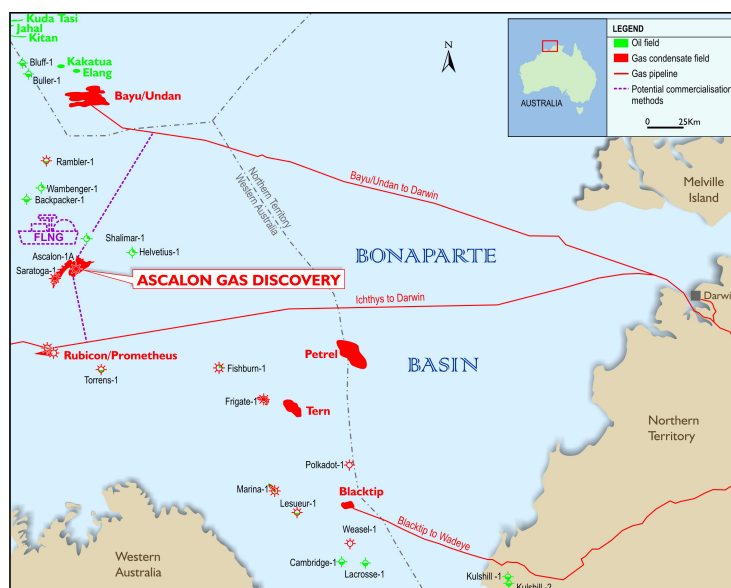 Kuda Tasi
Jahal
Kitan
Bluff-1
Kakatua
Elang
Buller-1
Bayu/Undan
N
AUSTRALIA
LEGEND
Oil field
Gas condensate field
Gas pipeline
Potential commercialisation
methods
0 25Km
Rambler-1
Wambenger-1
Backpacker-1
FLNG
Shalimar-1
Helvetius-1
Ascalon-1A
Saratoga-1
ASCALON GAS DISCOVERY
Northern Territory
Western Australia
Bayu/Undan to Darwin
Melville
Island
BONAPARTE
Ichthys to Darwin
Darwi
Rubicon/Prometheus
Torrens-1
Fishburn-1
Petrel
BASIN
Frigate-1
Tern
Northern
Territory
Polkadot-1
Marina-1
Lesueur-1
Blacktip
Weasel-1
Blacktip to Wadeye
Western
Australia
Cambridge-1
Lacrosse-1
Kulshill -1
Kulshill -2